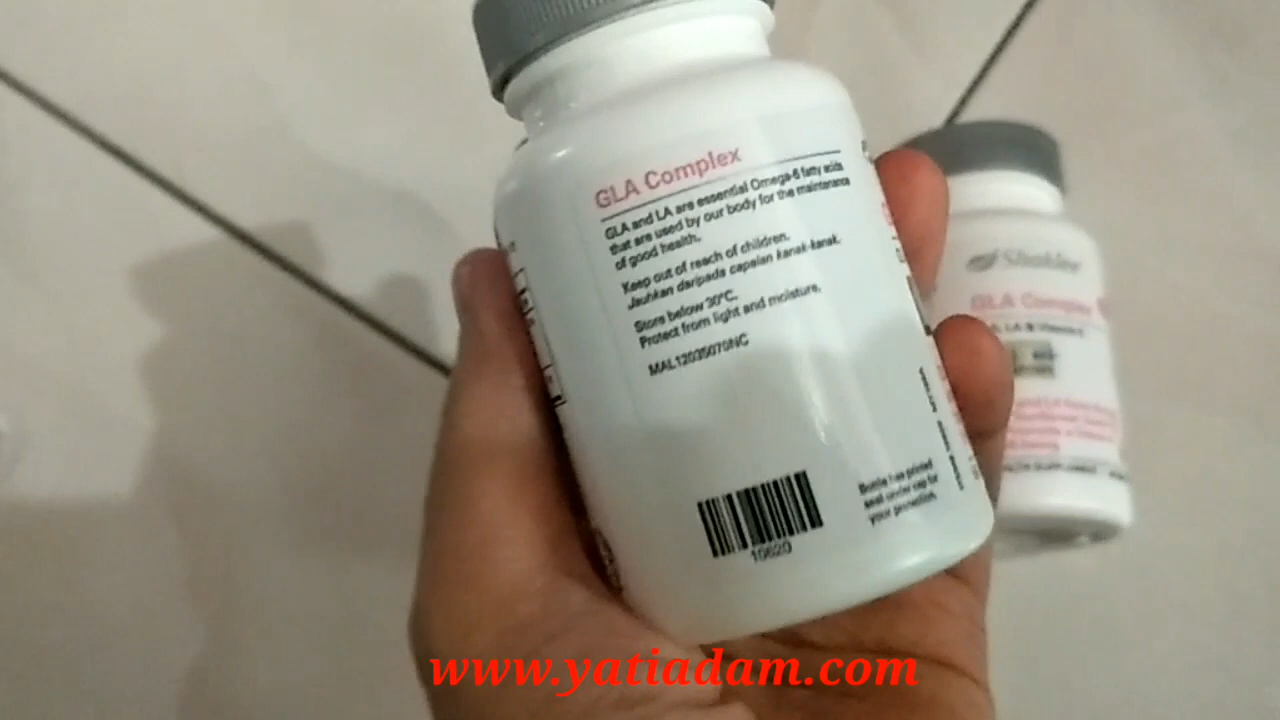 GLA Complex
GLA and LA are essential Omega-6 fatty acids
that are used by our body for the maintenance
of good health.
Keep out of reach of children.
Jauhkan daripada capaian kanak-kanak.
Store below 30°C.
Protect from light and moisture.
MAL12035070NC
10620
Bottle has printed
seal under cap for
your protection
Shaklee
GLA Complex
www.yatiadam.com